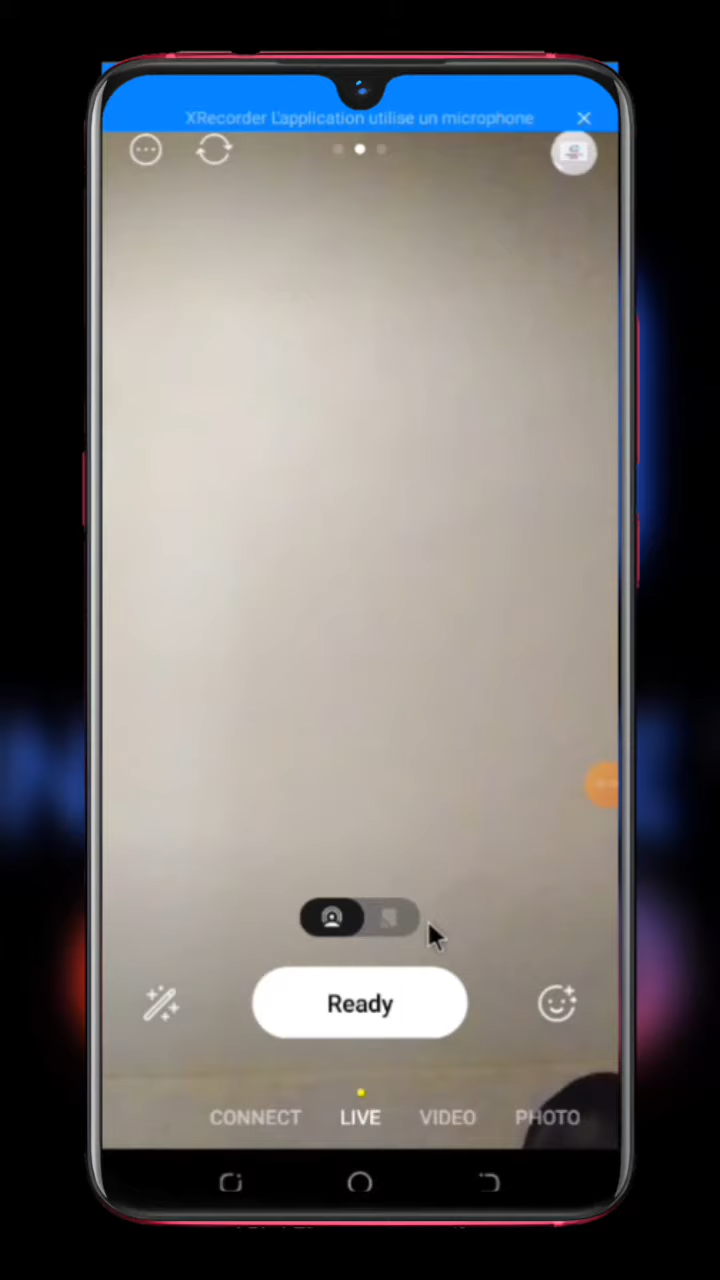 XRecorder L'application utilise un microphone
Ready
CONNECT LIVE VIDEO PHOTO